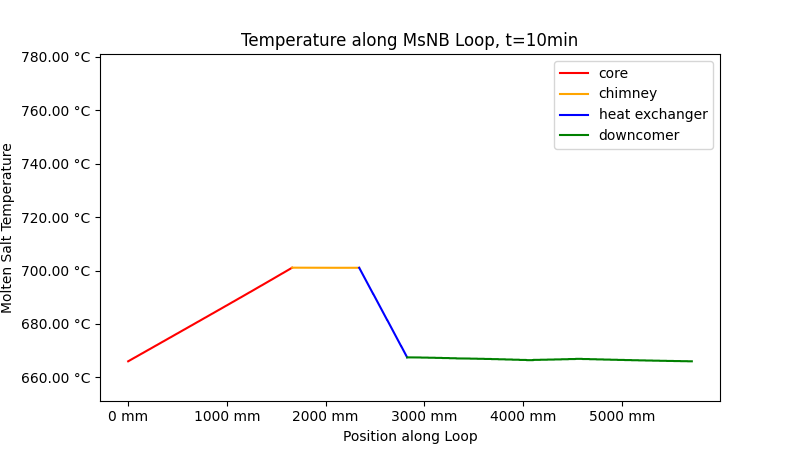 Temperature along MsNB Loop, t=10min
780.00 °C
760.00 °C
740.00 °C
720.00 °C
700.00 °C
680.00 °C
660.00 °C
Molten Salt Temperature
core
chimney
heat exchanger
downcomer
0 mm
1000 mm
2000 mm
3000 mm
4000 mm
5000 mm
Position along Loop